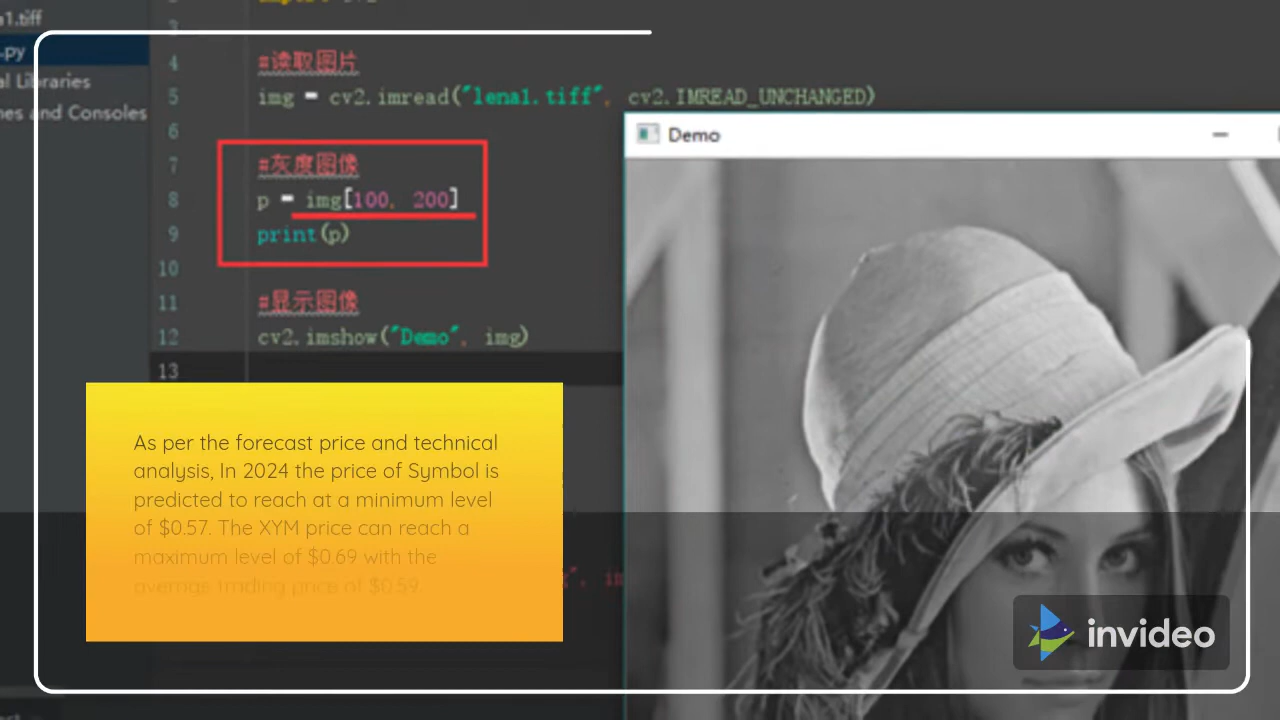 a1.tiff
.py
al Libraries
nes and Consoles
3
4 #读取图片
5 img = cv2.imread("lena1.tiff", cv2.IMREAD_UNCHANGED)
6
7 #灰度图像
8 p = img[100, 200]
9 print(p)
10
11 #显示图像
12 cv2.imshow("Demo", img)
13
Demo
As per the forecast price and technical
analysis, In 2024 the price of Symbol is
predicted to reach at a minimum level
of $0.57. The XYM price can reach a
maximum level of $0.69 with the
average trading price of $0.59.
invideo